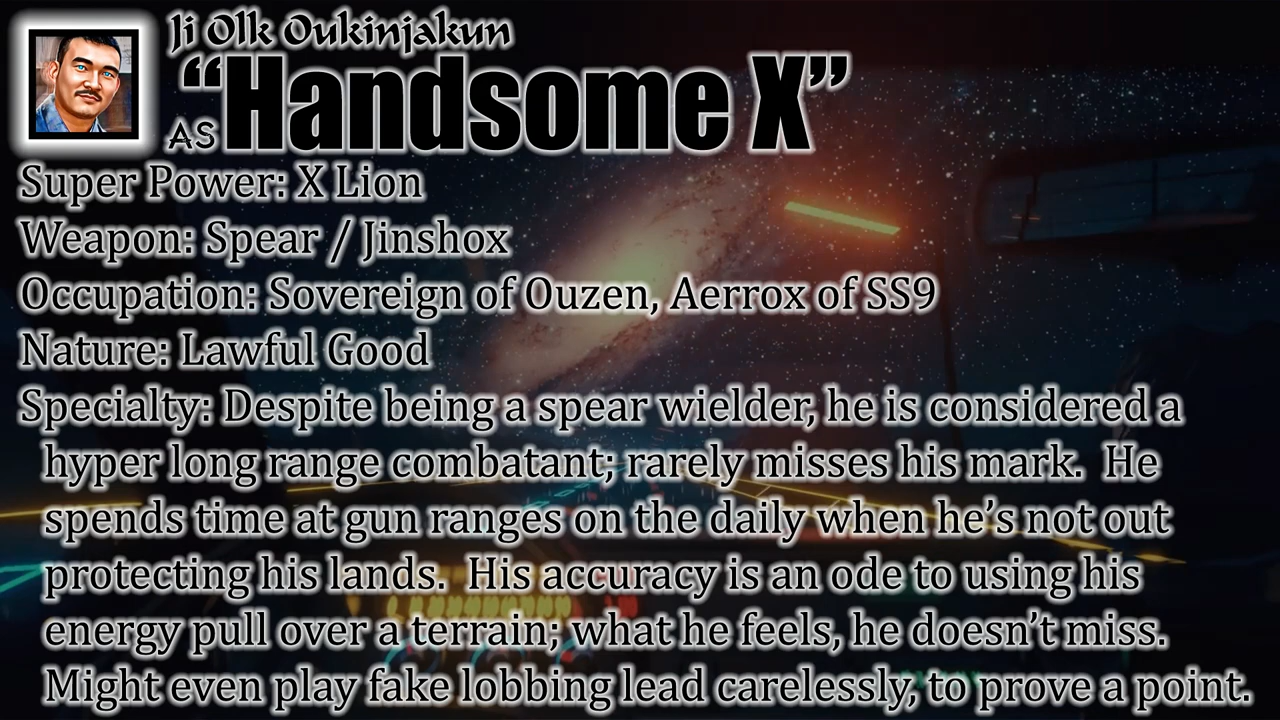 Ji Olk Oukinjakun
AS “Handsome X”
Super Power: X Lion
Weapon: Spear / Jinshox
Occupation: Sovereign of Ouzen, Aerrox of SS9
Nature: Lawful Good
Specialty: Despite being a spear wielder, he is considered a
hyper long range combatant; rarely misses his mark.  He
spends time at gun ranges on the daily when he’s not out
protecting his lands.  His accuracy is an ode to using his
energy pull over a terrain; what he feels, he doesn’t miss.
Might even play fake lobbing lead carelessly, to prove a point.